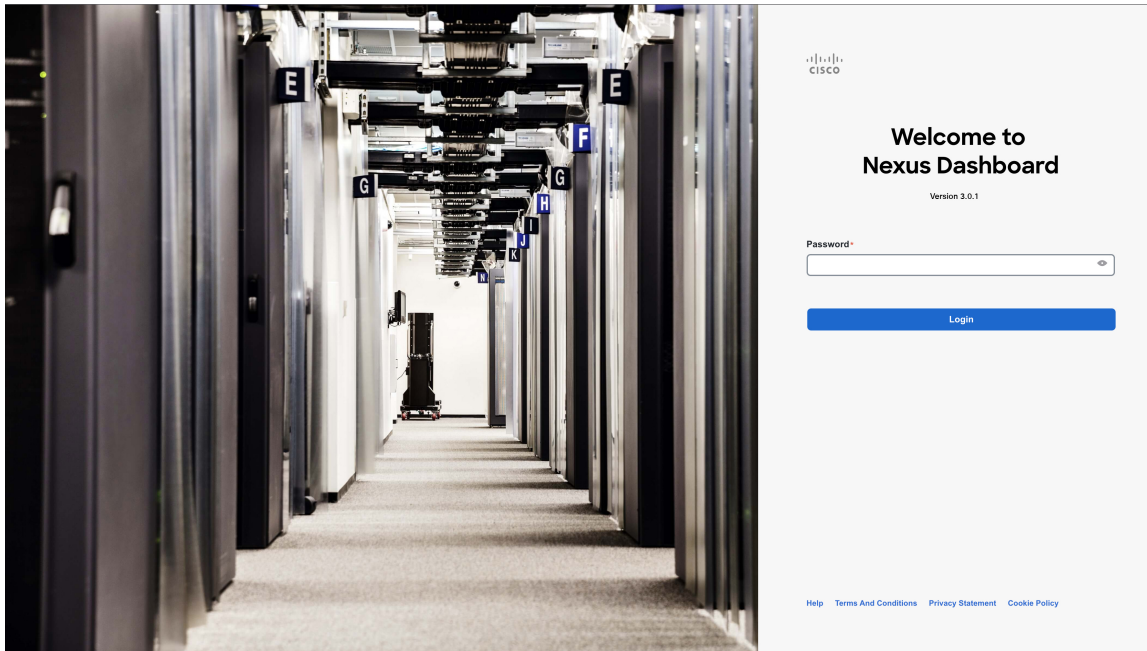 E
E
F
G
G
H
I
J
K
N
CISCO
Welcome to
Nexus Dashboard
Version 3.0.1
Password*
Login
Help Terms And Conditions Privacy Statement Cookie Policy